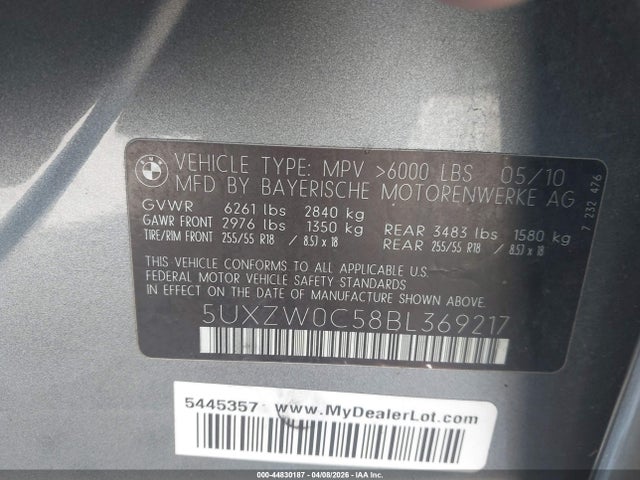 BMW
VEHICLE TYPE: MPV >6000 LBS 05/10
MFD BY BAYERISCHE MOTORENWERKE AG
GVWR 6261 lbs 2840 kg
GAWR FRONT 2976 lbs 1350 kg REAR 3483 lbs 1580 kg
TIRE/RIM FRONT 255/55 R18 / 8.5J x 18 REAR 255/55 R18 / 8.5J x 18
THIS VEHICLE CONFORMS TO ALL APPLICABLE U.S.
FEDERAL MOTOR VEHICLE SAFETY STANDARDS IN
EFFECT ON THE DATE OF MANUFACTURE SHOWN ABOVE.
5UXZW0C58BL369217
7 232 476
5445357 www.MyDealerLot.com
000-44830187 - 04/08/2026 - IAA Inc.